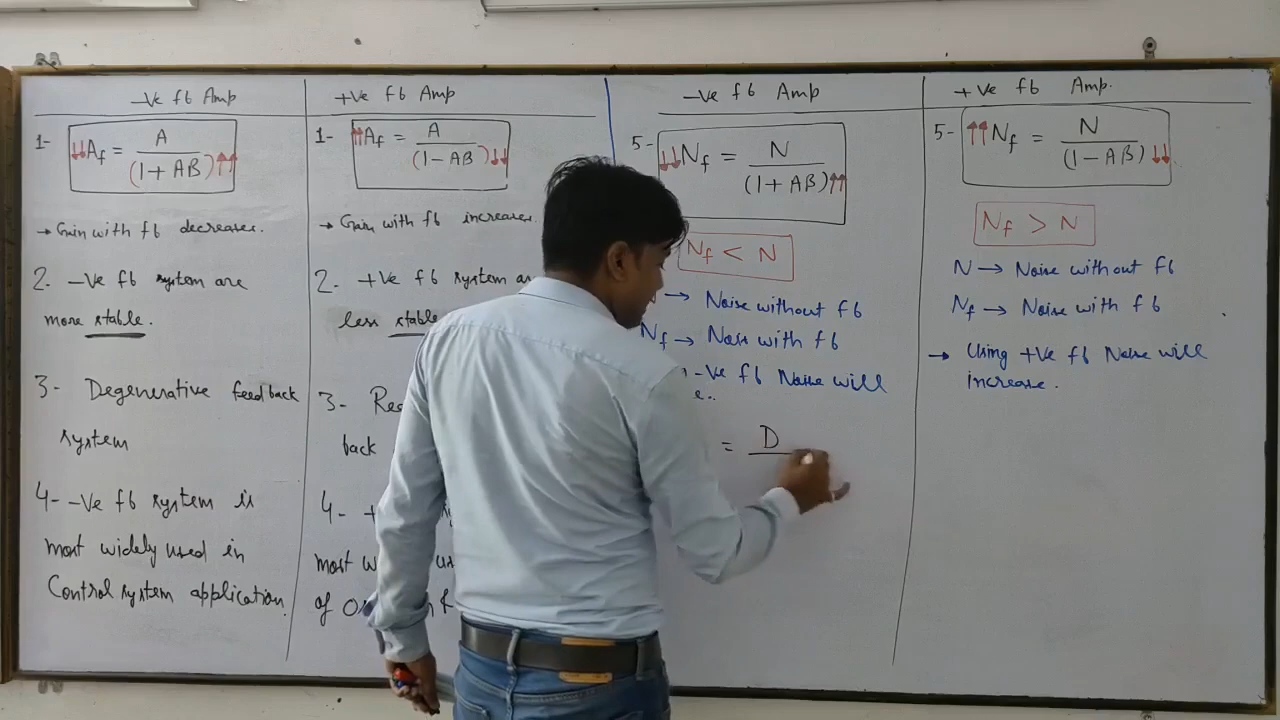 -Ve fb Amp
1- ↓↓Af = A / (1 + AB)↑↑
→ Gain with fb decreases.
2. -Ve fb system are
more stable.
3- Degenerative feedback
system
4- -Ve fb system is
most widely used in
Control system application.
+Ve fb Amp
1- ↑↑Af = A / (1 - AB)↓↓
→ Gain with fb increases.
2. +Ve fb system
less stable
3-
back
4-
most
of
-Ve fb Amp
5- ↓↓Nf = N / (1 + AB)↑↑
Nf < N
→ Noise without fb
Nf → Noise with fb
-Ve fb Noise will
= D
+Ve fb Amp.
5- ↑↑Nf = N / (1 - AB)↓↓
Nf > N
N → Noise without fb
Nf → Noise with fb
→ Using +Ve fb Noise will
increase.